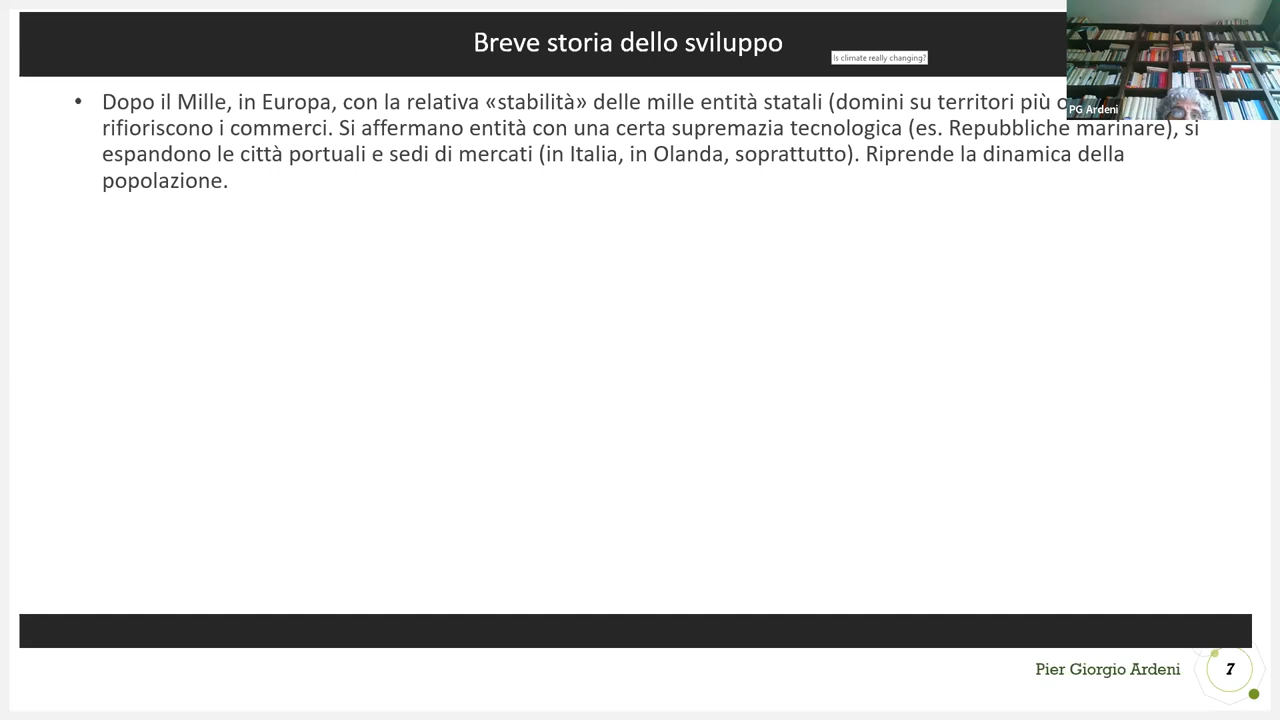 Breve storia dello sviluppo
Is climate really changing?
PG Ardeni
• Dopo il Mille, in Europa, con la relativa «stabilità» delle mille entità statali (domini su territori più
rifioriscono i commerci. Si affermano entità con una certa supremazia tecnologica (es. Repubbliche marinare), si
espandono le città portuali e sedi di mercati (in Italia, in Olanda, soprattutto). Riprende la dinamica della
popolazione.
Pier Giorgio Ardeni
7